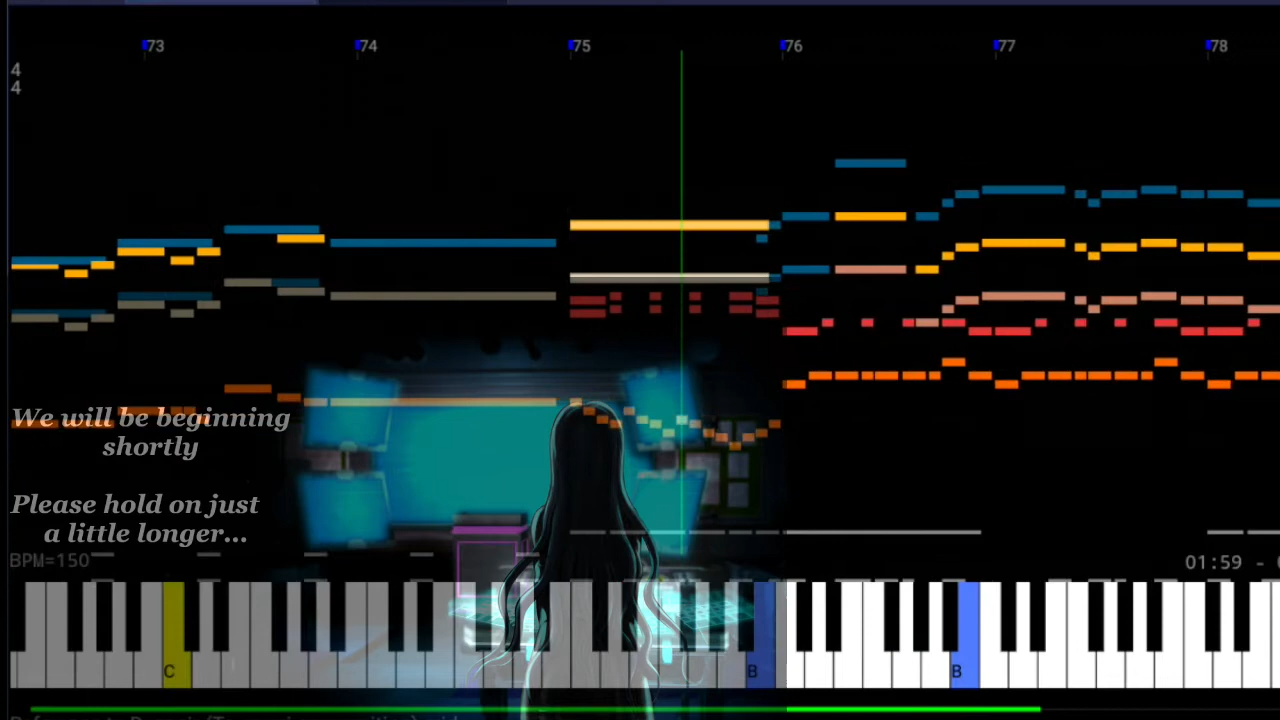 73 74 75 76 77 78
4
4
We will be beginning
shortly
Please hold on just
a little longer...
BPM=150
01:59 -
C B B